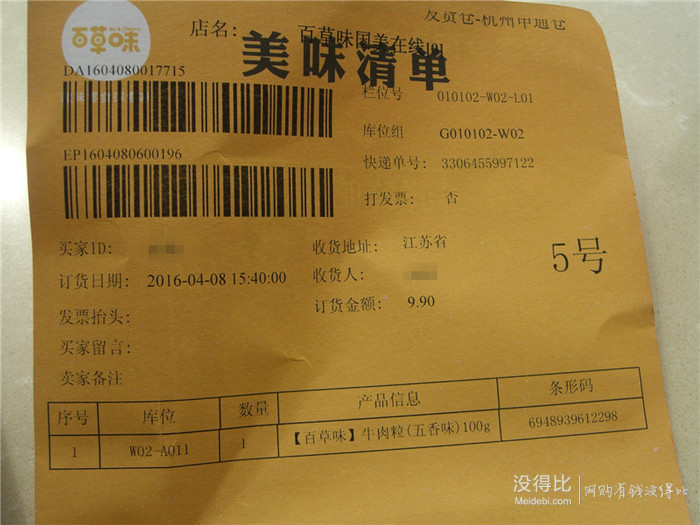 百草味
店名: 百草味国美在线[0]
发货仓-杭州中通仓
美味清单
DA1604080017715
栏位号 010102-W02-L01
库位组 G010102-W02
EP1604080600196
快递单号: 3306455997122
打发票: 否
买家ID:
收货地址: 江苏省
5号
订货日期: 2016-04-08 15:40:00
收货人:
订货金额: 9.90
发票抬头:
买家留言:
卖家备注
序号 库位 数量 产品信息 条形码
1 W02-A011 1 【百草味】牛肉粒(五香味)100g 6948939612298
没得比
Meidebi.com
网购有钱没得比